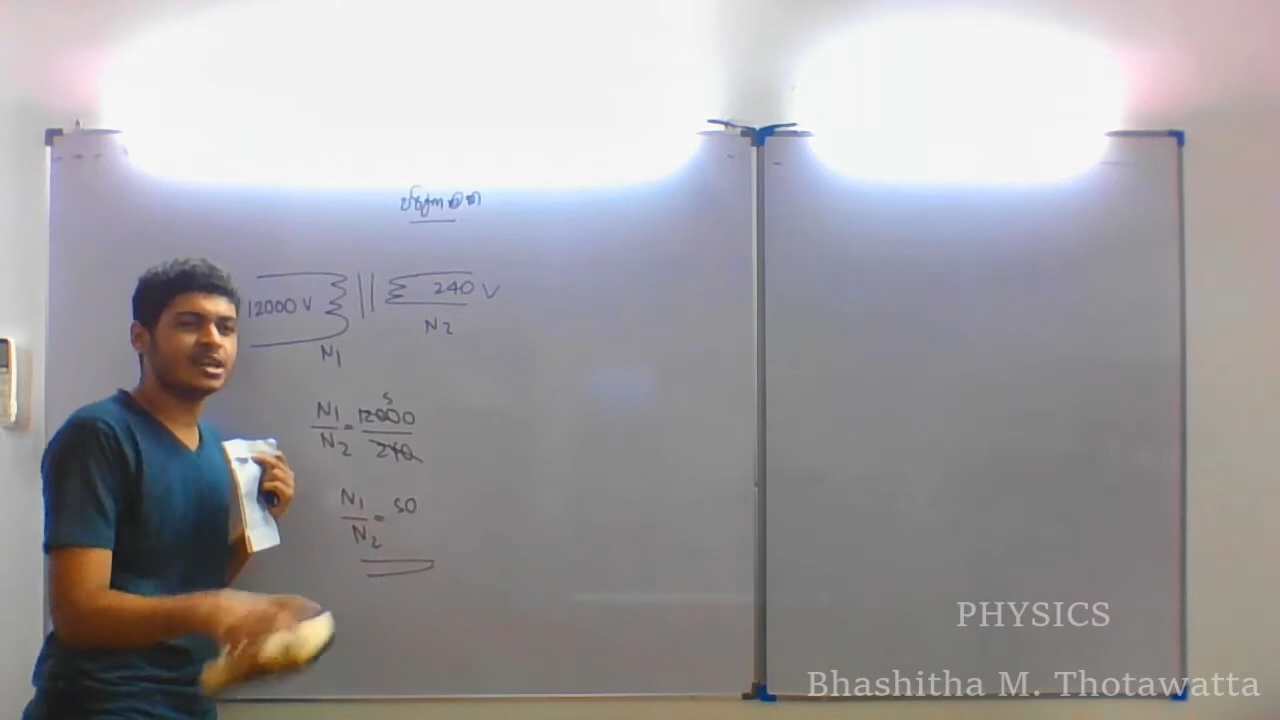 12000 V
240 V
N₂
N₁
N₁/N₂ = 12000/240
5
N₁/N₂ = 50
PHYSICS
Bhashitha M. Thotawatta